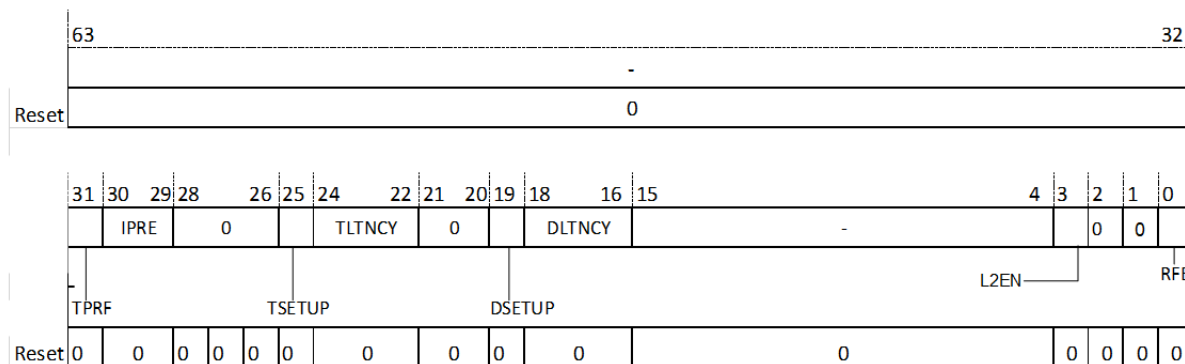 63 32
-
Reset 0
31 30 29 28 26 25 24 22 21 20 19 18 16 15 4 3 2 1 0
IPRE 0 TLTNCY 0 DLTNCY - 0 0
L2EN RFE
TPRF TSETUP DSETUP
Reset 0 0 0 0 0 0 0 0 0 0 0 0 0 0 0